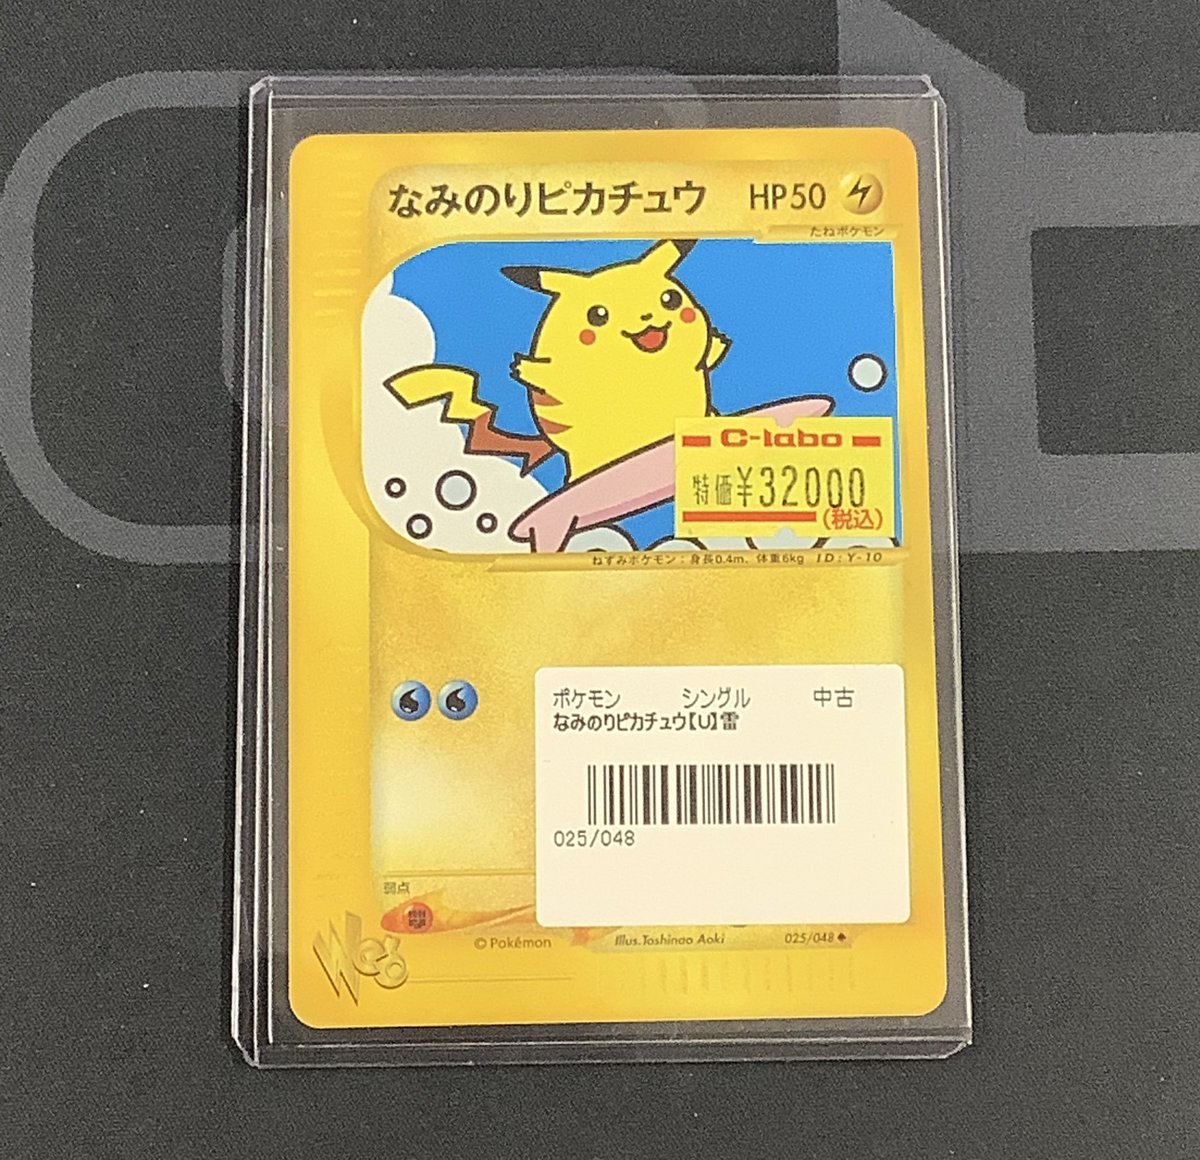 なみのりピカチュウ HP50
たねポケモン
C-labo
特価¥32000
(税込)
ねずみポケモン：身長0.4m、体重6kg ID：Y-10
ポケモン シングル 中古
なみのりピカチュウ【U】雷
025/048
弱点
Web
©Pokémon Illus.Toshinao Aoki 025/048